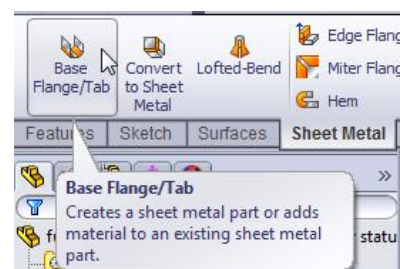 Base
Flange/Tab
Convert
to Sheet
Metal
Lofted-Bend
Edge Flang
Miter Flang
Hem
Features
Sketch
Surfaces
Sheet Metal
»
Base Flange/Tab
Creates a sheet metal part or adds
material to an existing sheet metal
part.
statu